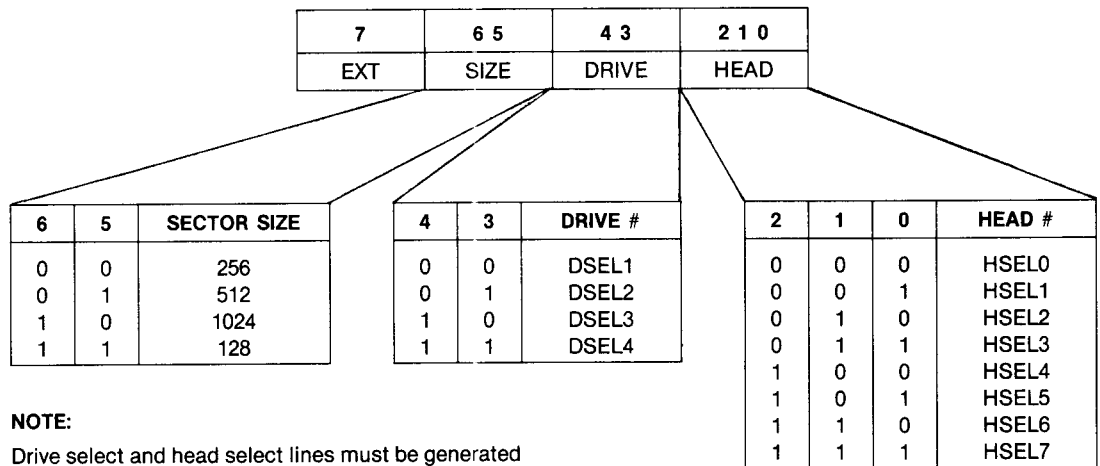 7 6 5 4 3 2 1 0
EXT SIZE DRIVE HEAD
6 5 SECTOR SIZE
0 0 256
0 1 512
1 0 1024
1 1 128
4 3 DRIVE #
0 0 DSEL1
0 1 DSEL2
1 0 DSEL3
1 1 DSEL4
2 1 0 HEAD #
0 0 0 HSEL0
0 0 1 HSEL1
0 1 0 HSEL2
0 1 1 HSEL3
1 0 0 HSEL4
1 0 1 HSEL5
1 1 0 HSEL6
1 1 1 HSEL7
NOTE:
Drive select and head select lines must be generated